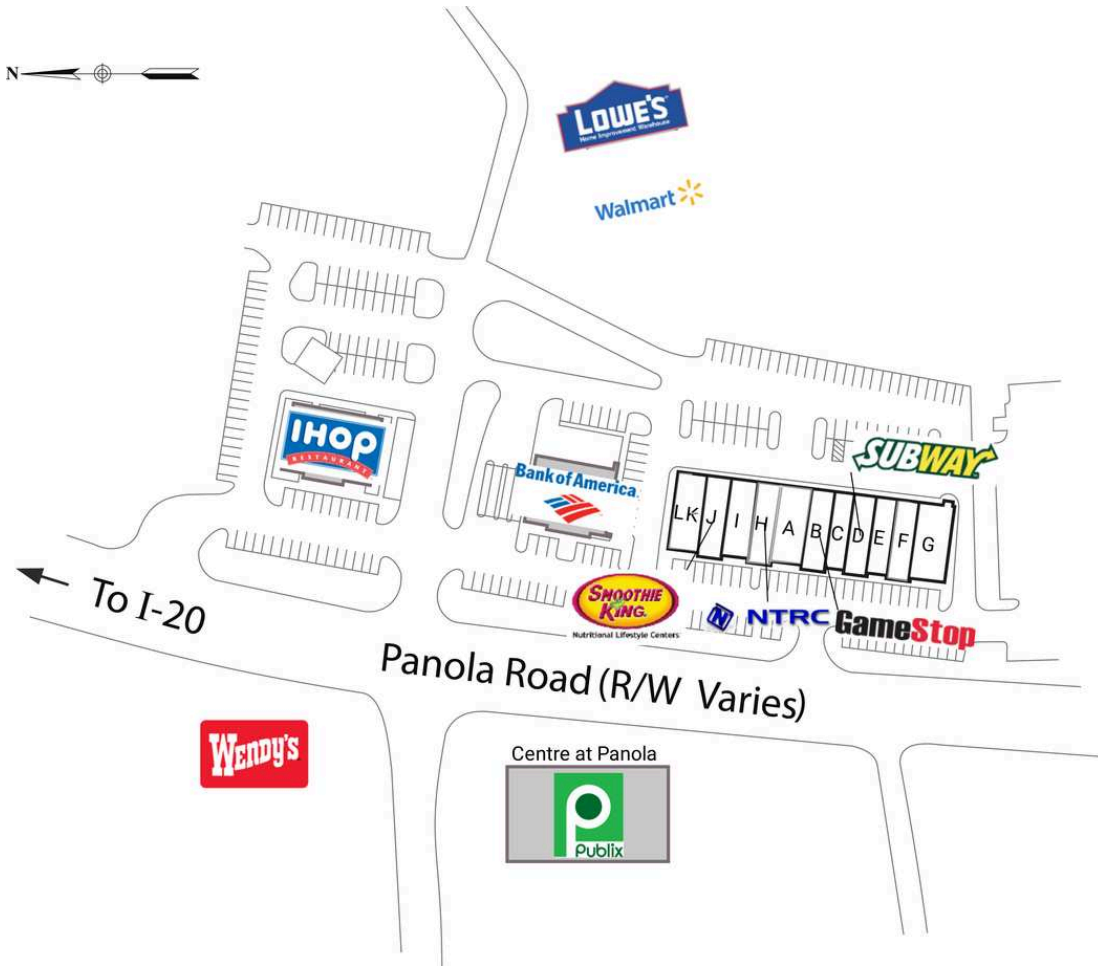 N
LOWE'S
Home Improvement Warehouse
Walmart
IHOP
RESTAURANT
SUBWAY
Bank of America
LK J I H A B C D E F G
SMOOTHIE
KING.
Nutritional Lifestyle Centers
N NTRC
GameStop
To I-20
Panola Road (R/W Varies)
WENDY'S
Centre at Panola
P
Publix